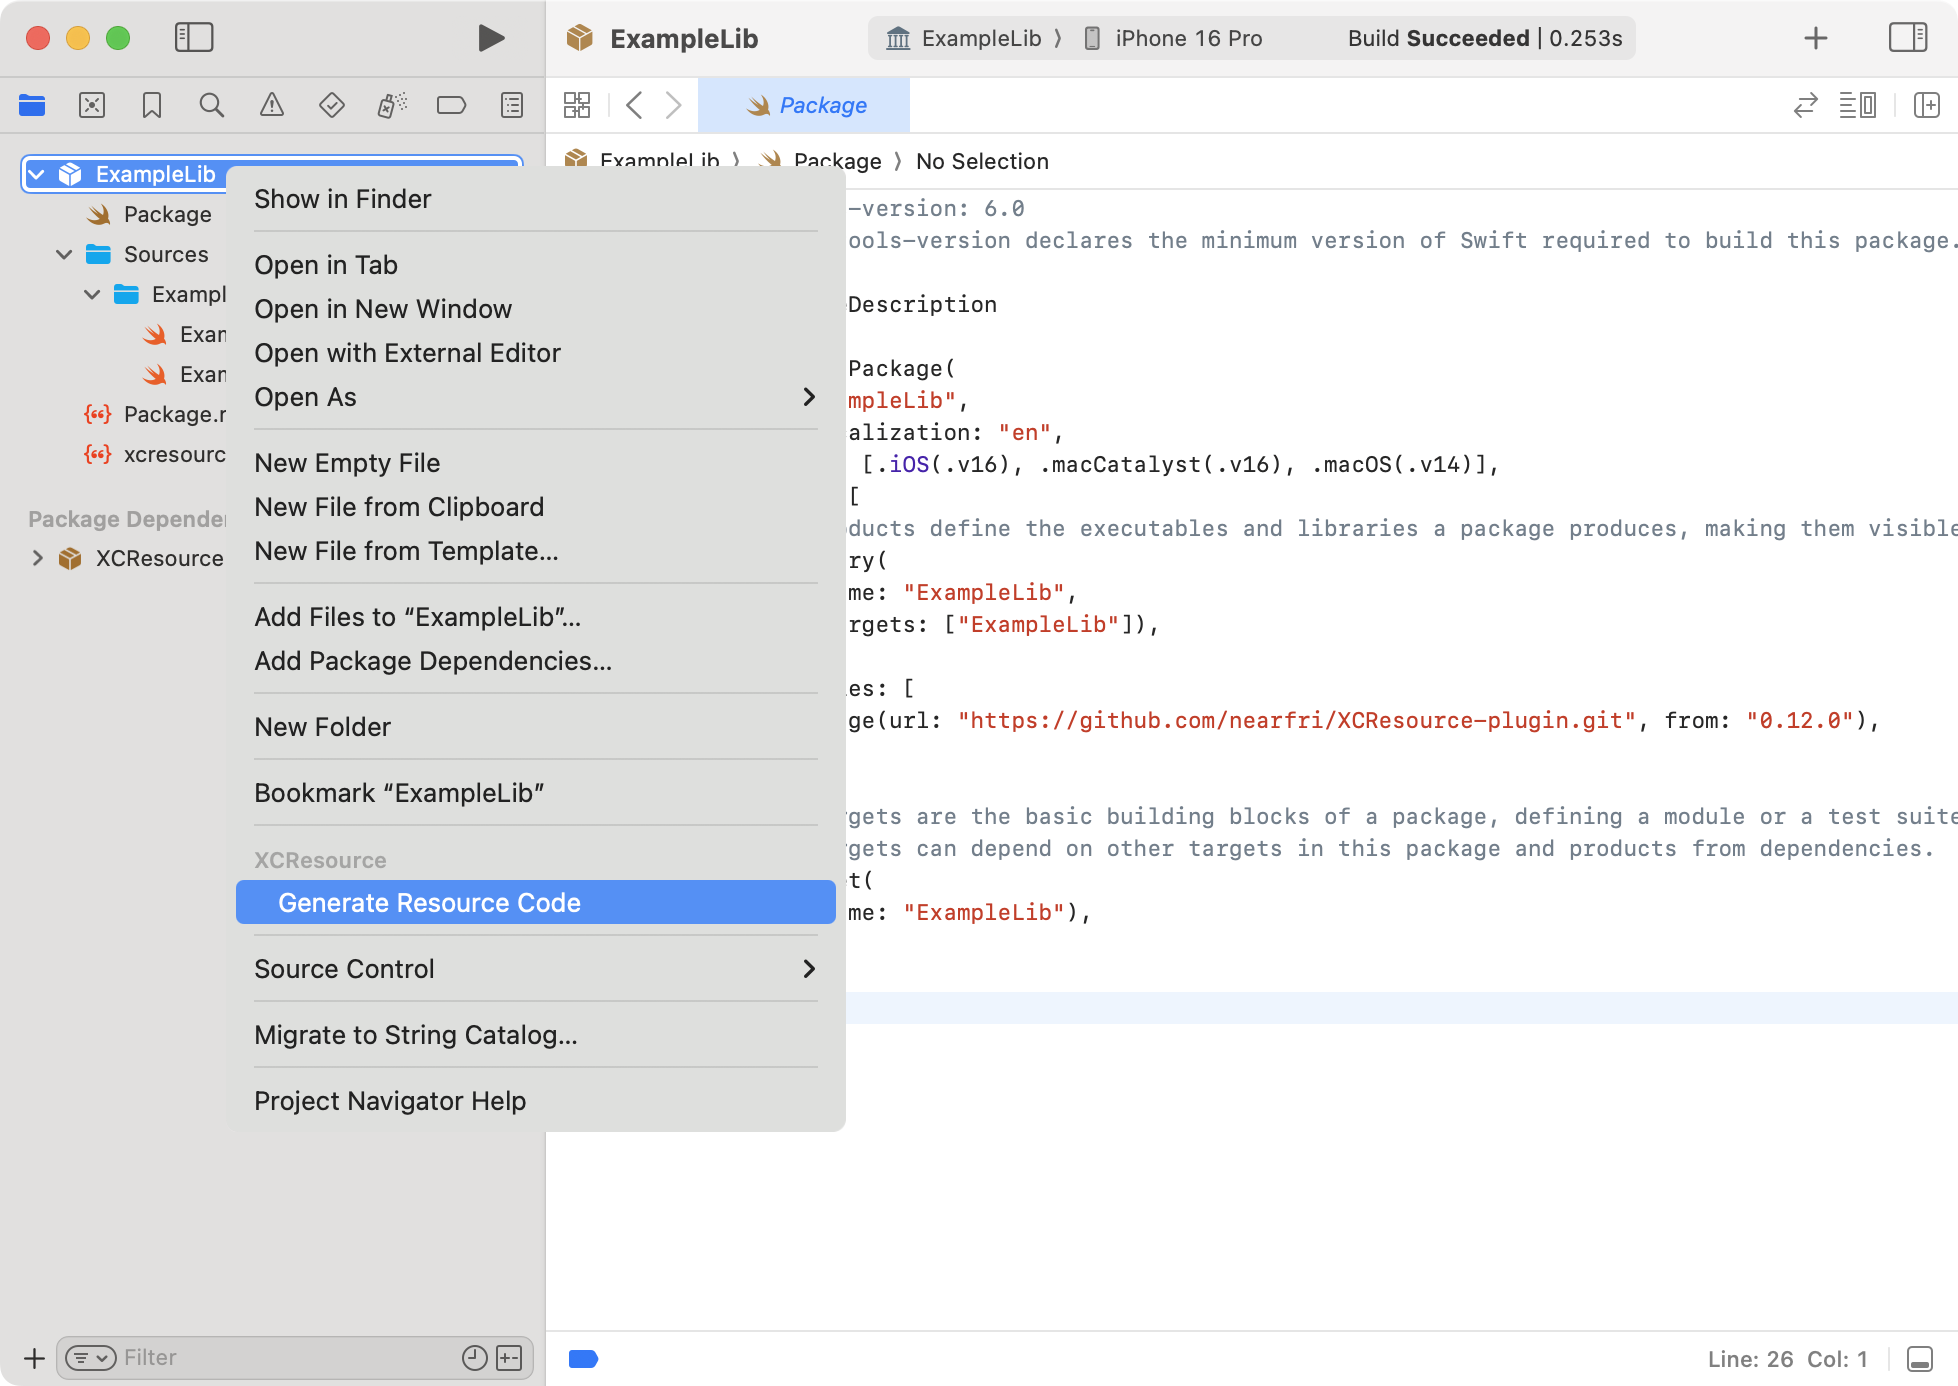 ExampleLib
ExampleLib 〉 iPhone 16 Pro
Build Succeeded | 0.253s
Package
ExampleLib 〉 Package 〉 No Selection
ExampleLib
Package
Sources
Exampl
Exam
Exam
Package.r
xcresourc
Package Depende
XCResource
Show in Finder
Open in Tab
Open in New Window
Open with External Editor
Open As
New Empty File
New File from Clipboard
New File from Template...
Add Files to “ExampleLib”...
Add Package Dependencies...
New Folder
Bookmark “ExampleLib”
XCResource
Generate Resource Code
Source Control
Migrate to String Catalog...
Project Navigator Help
-version: 6.0
ools-version declares the minimum version of Swift required to build this package.
Description
Package(
mpleLib",
alization: "en",
[.iOS(.v16), .macCatalyst(.v16), .macOS(.v14)],
[
ducts define the executables and libraries a package produces, making them visible
ry(
me: "ExampleLib",
rgets: ["ExampleLib"]),
es: [
ge(url: "https://github.com/nearfri/XCResource-plugin.git", from: "0.12.0"),
rgets are the basic building blocks of a package, defining a module or a test suite
rgets can depend on other targets in this package and products from dependencies.
t(
me: "ExampleLib"),
Filter
Line: 26 Col: 1